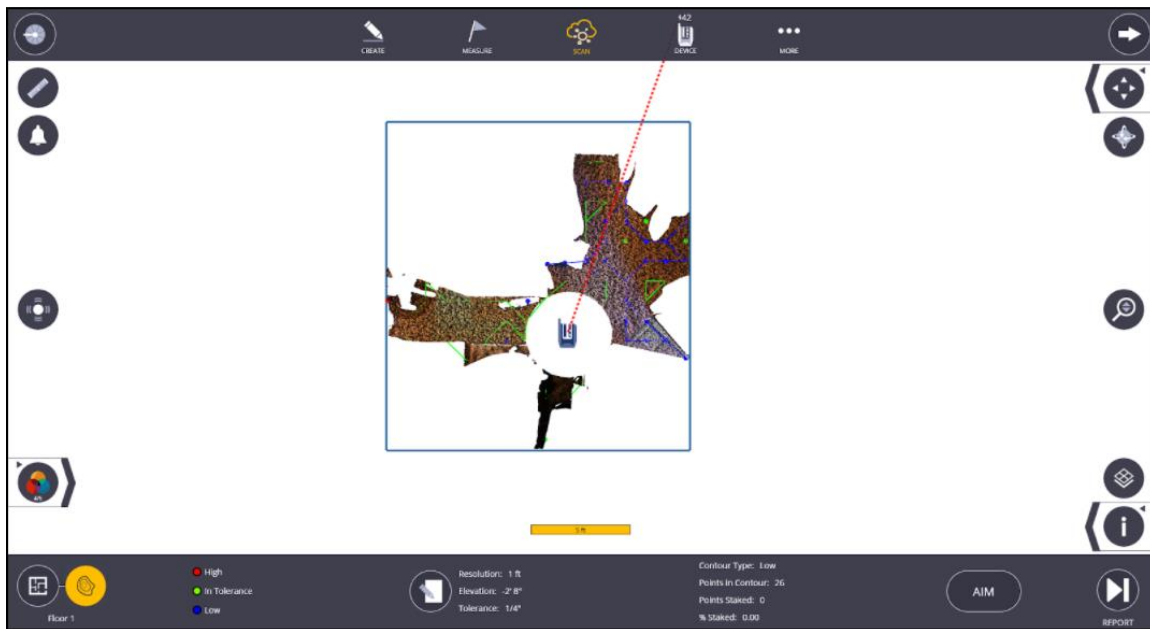 442
CREATE
MEASURE
SCAN
DEVICE
MORE
5 ft
Floor 1
High
In Tolerance
Low
Resolution: 1 ft
Elevation: -2' 8"
Tolerance: 1/4"
Contour Type: Low
Points In Contour: 26
Points Staked: 0
% Staked: 0.00
AIM
REPORT